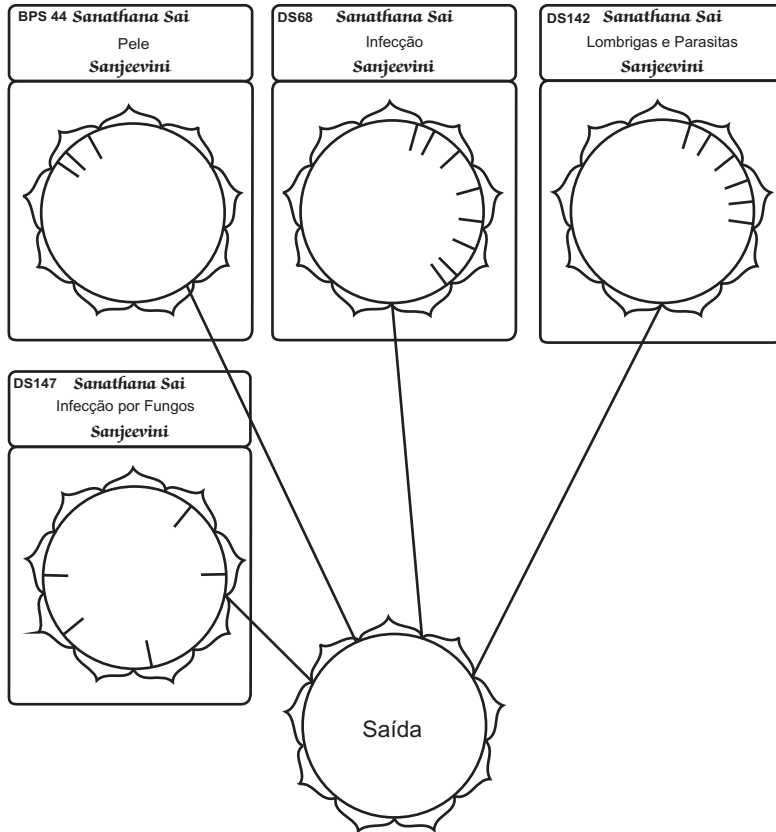 BPS 44 Sanathana Sai
Pele
Sanjeevini
DS68 Sanathana Sai
Infecção
Sanjeevini
DS142 Sanathana Sai
Lombrigas e Parasitas
Sanjeevini
DS147 Sanathana Sai
Infecção por Fungos
Sanjeevini
Saída